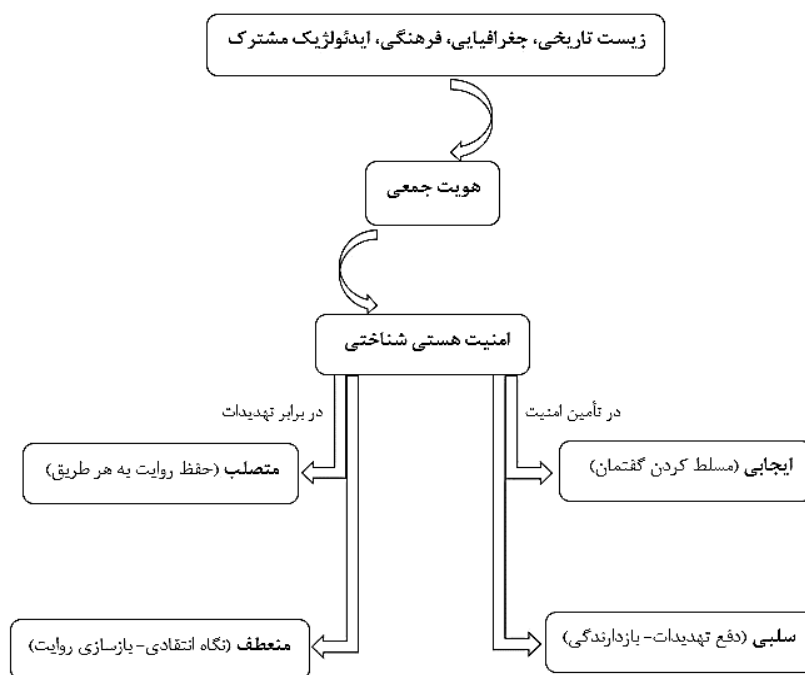 زیست تاریخی، جغرافیایی، فرهنگی، ایدئولژیک مشترک
هویت جمعی
امنیت هستی شناختی
در تأمین امنیت
در برابر تهدیدات
ایجابی (مسلط کردن گفتمان)
متصلب (حفظ روایت به هر طریق)
سلبی (دفع تهدیدات- بازدارندگی)
منعطف (نگاه انتقادی- بازسازی روایت)